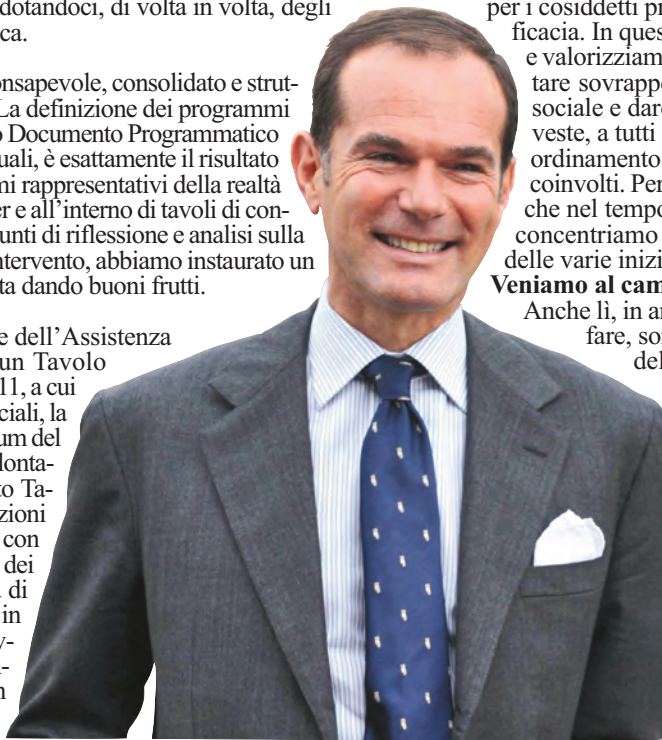 dotandoci, di volta in volta, degli
ca.
onsapevole, consolidato e strut-
La definizione dei programmi
o Documento Programmatico
uali, è esattamente il risultato
ni rappresentativi della realtà
er e all’interno di tavoli di con-
unti di riflessione e analisi sulla
ntervento, abbiamo instaurato un
ta dando buoni frutti.
e dell’Assistenza
un Tavolo
11, a cui
ciali, la
um del
lonta-
to Ta-
zioni
con
dei
di
in
v-
n
per i cosiddetti pr
ficacia. In ques
e valorizziam
tare sovrappo
sociale e dare
veste, a tutti
ordinamento
coinvolti. Per
che nel tempo
concentriamo
delle varie inizi
Veniamo al cam
Anche lì, in a
fare, so
del